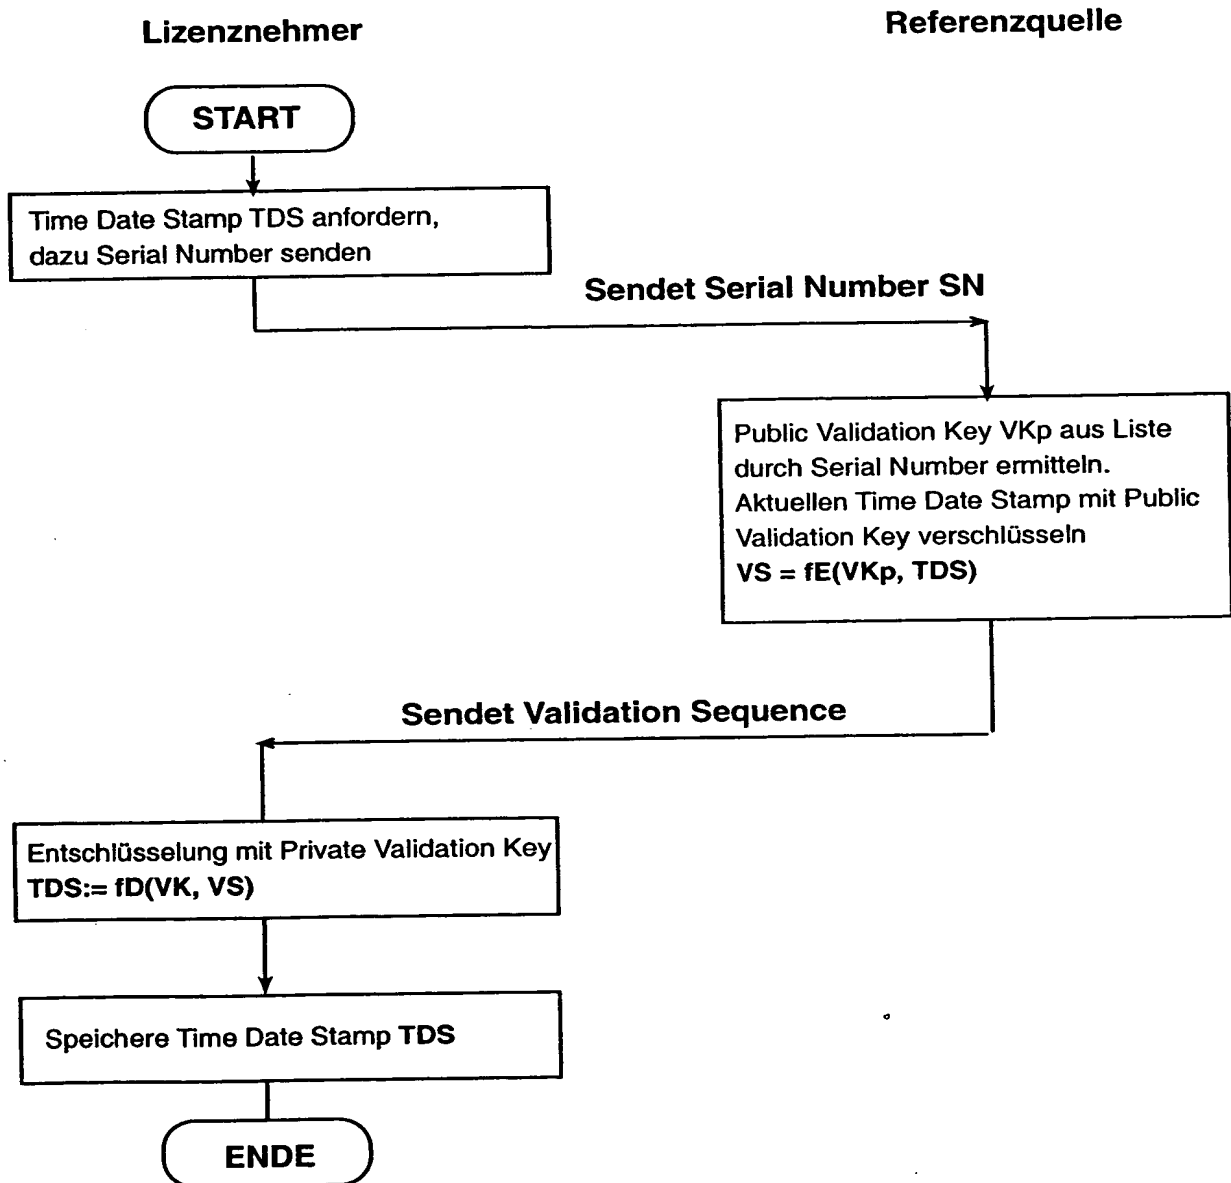 Lizenznehmer
Referenzquelle
START
Time Date Stamp TDS anfordern,
dazu Serial Number senden
Sendet Serial Number SN
Public Validation Key VKp aus Liste
durch Serial Number ermitteln.
Aktuellen Time Date Stamp mit Public
Validation Key verschlüsseln
VS = fE(VKp, TDS)
Sendet Validation Sequence
Entschlüsselung mit Private Validation Key
TDS:= fD(VK, VS)
Speichere Time Date Stamp TDS
ENDE